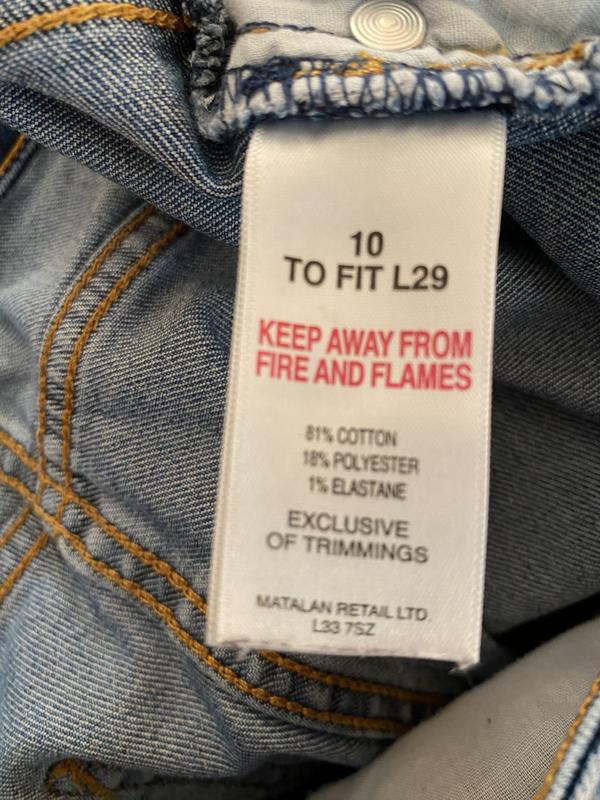 10
TO FIT L29
KEEP AWAY FROM
FIRE AND FLAMES
81% COTTON
18% POLYESTER
1% ELASTANE
EXCLUSIVE
OF TRIMMINGS
MATALAN RETAIL LTD.
L33 7SZ